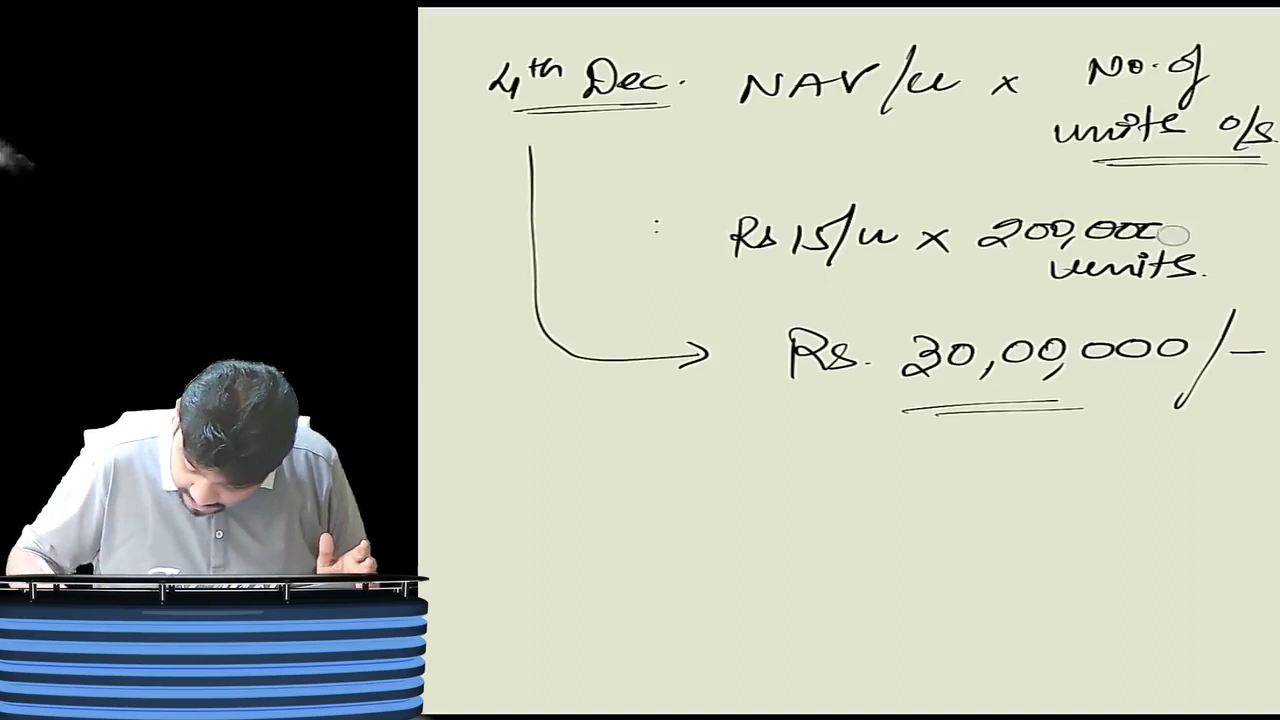 4th Dec. NAV/u × No. of
units o/s.
: Rs 15/u × 200,000
units.
Rs. 30,00,000/-